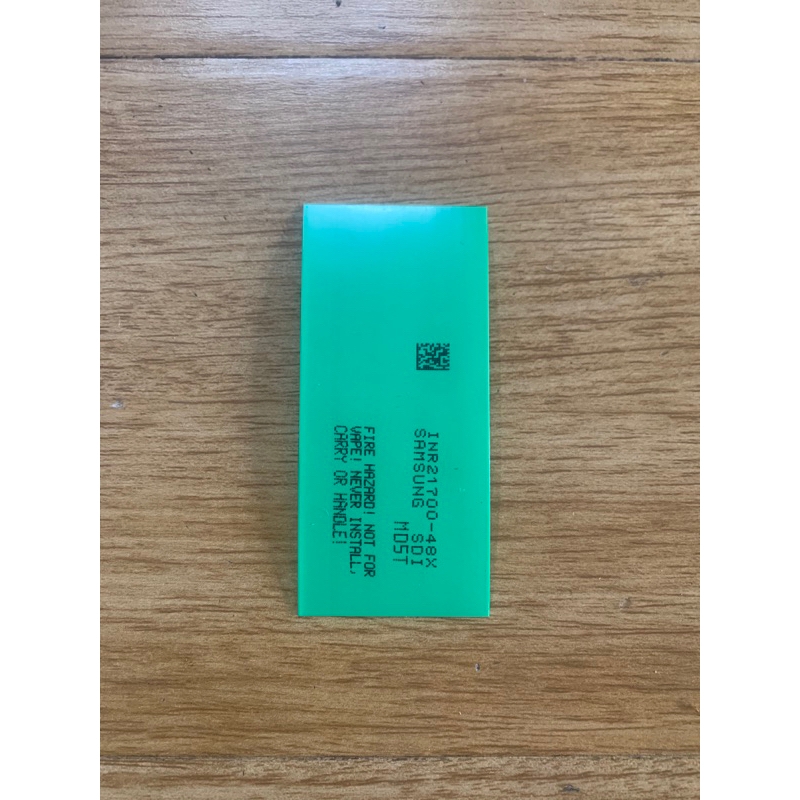 INR21700-48X
SAMSUNG SDI
MD5T
FIRE HAZARD! NOT FOR
VAPE! NEVER INSTALL,
CARRY OR HANDLE!